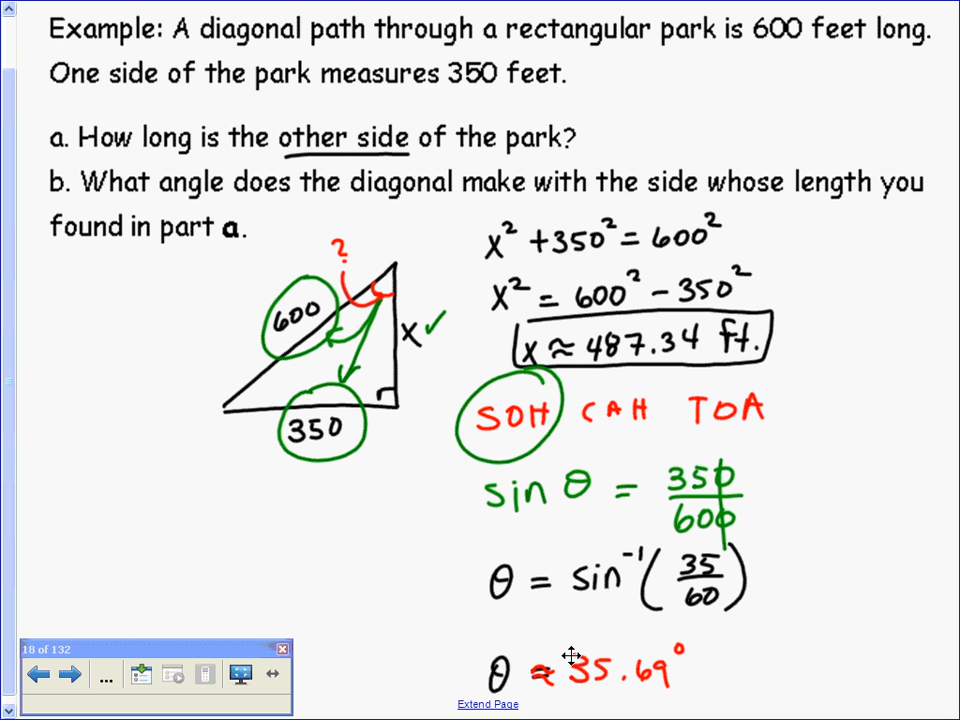 Example: A diagonal path through a rectangular park is 600 feet long.
One side of the park measures 350 feet.
a. How long is the other side of the park?
b. What angle does the diagonal make with the side whose length you
found in part a.
?
600
x ✓
350
x² + 350² = 600²
x² = 600² - 350²
x ≈ 487.34 ft.
SOH CAH TOA
sin θ = 350/600
θ = sin⁻¹(35/60)
θ ≈ 35.69°
18 of 132
...
Extend Page